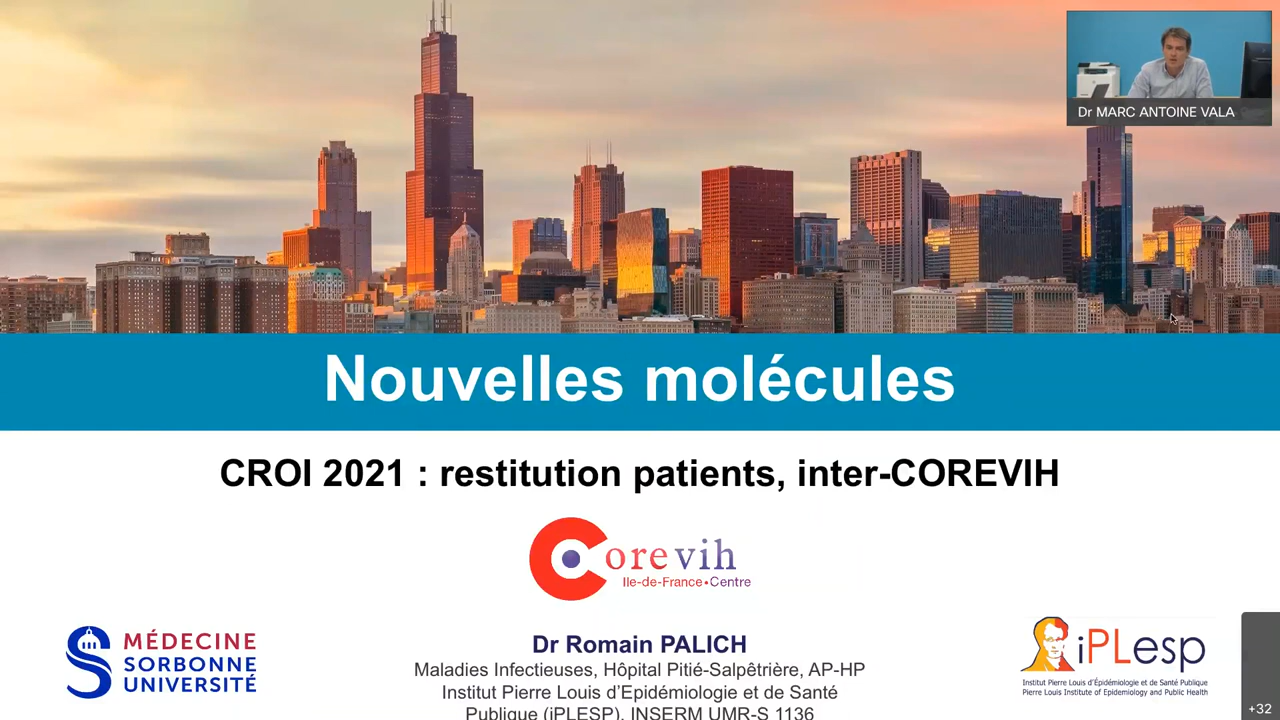 Dr MARC ANTOINE VALA
Nouvelles molécules
CROI 2021 : restitution patients, inter-COREVIH
Corevih
Ile-de-France•Centre
MÉDECINE
SORBONNE
UNIVERSITÉ
Dr Romain PALICH
Maladies Infectieuses, Hôpital Pitié-Salpêtrière, AP-HP
Institut Pierre Louis d'Epidémiologie et de Santé
Publique (iPLESP), INSERM UMR-S 1136
iPLesp
Institut Pierre Louis d'Épidémiologie et de Santé Publique
Pierre Louis Institute of Epidemiology and Public Health
+32